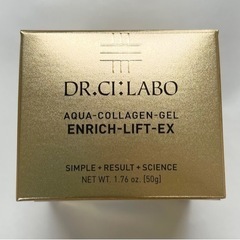 DR.CI:LABO
AQUA-COLLAGEN-GEL
ENRICH-LIFT-EX
SIMPLE+RESULT+SCIENCE
NET WT. 1.76 oz. [50g]